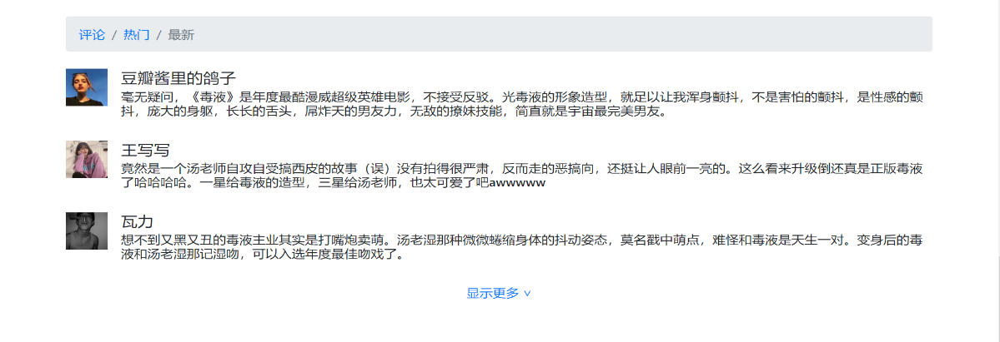 评论 / 热门 / 最新
豆瓣酱里的鸽子
毫无疑问，《毒液》是年度最酷漫威超级英雄电影，不接受反驳。光毒液的形象造型，就足以让我浑身颤抖，不是害怕的颤抖，是性感的颤
抖，庞大的身躯，长长的舌头，屌炸天的男友力，无敌的撩妹技能，简直就是宇宙最完美男友。
王写写
竟然是一个汤老师自攻自受搞西皮的故事（误）没有拍得很严肃，反而走的恶搞向，还挺让人眼前一亮的。这么看来升级倒还真是正版毒液
了哈哈哈哈。一星给毒液的造型，三星给汤老师，也太可爱了吧awwwww
瓦力
想不到又黑又丑的毒液主业其实是打嘴炮卖萌。汤老湿那种微微蜷缩身体的抖动姿态，莫名戳中萌点，难怪和毒液是天生一对。变身后的毒
液和汤老湿那记湿吻，可以入选年度最佳吻戏了。
显示更多 ∨